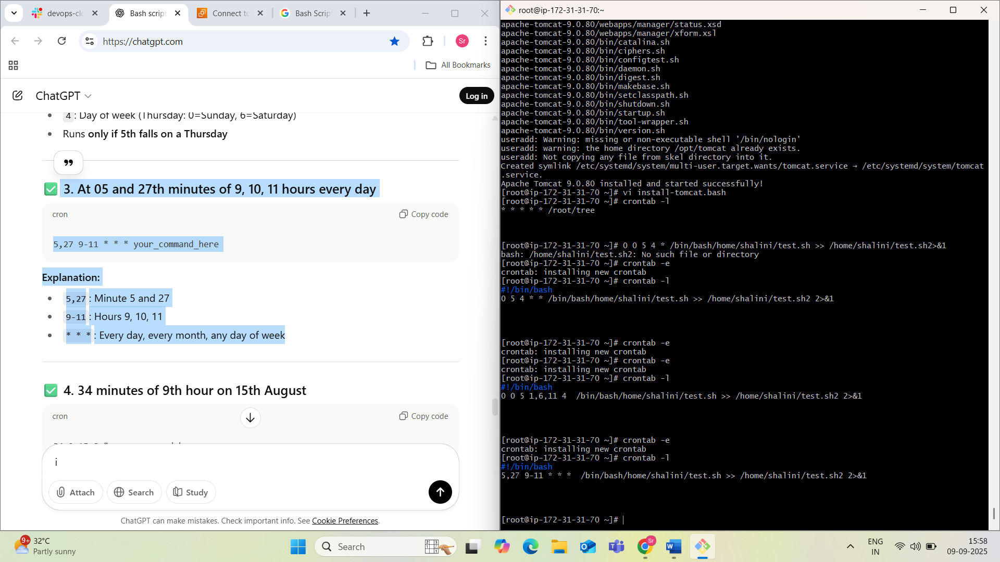 devops-clo
Bash script
Connect to
Bash Scrip
https://chatgpt.com
Sr
All Bookmarks
ChatGPT
Log in
4 : Day of week (Thursday: 0=Sunday, 6=Saturday)
Runs only if 5th falls on a Thursday
3. At 05 and 27th minutes of 9, 10, 11 hours every day
cron
Copy code
5,27 9-11 * * * your_command_here
Explanation:
5,27 : Minute 5 and 27
9-11 : Hours 9, 10, 11
* * * : Every day, every month, any day of week
4. 34 minutes of 9th hour on 15th August
cron
Copy code
i
Attach
Search
Study
ChatGPT can make mistakes. Check important info. See Cookie Preferences.
root@ip-172-31-31-70:~
apache-tomcat-9.0.80/webapps/manager/status.xsd
apache-tomcat-9.0.80/webapps/manager/xform.xsl
apache-tomcat-9.0.80/bin/catalina.sh
apache-tomcat-9.0.80/bin/ciphers.sh
apache-tomcat-9.0.80/bin/configtest.sh
apache-tomcat-9.0.80/bin/daemon.sh
apache-tomcat-9.0.80/bin/digest.sh
apache-tomcat-9.0.80/bin/makebase.sh
apache-tomcat-9.0.80/bin/setclasspath.sh
apache-tomcat-9.0.80/bin/shutdown.sh
apache-tomcat-9.0.80/bin/startup.sh
apache-tomcat-9.0.80/bin/tool-wrapper.sh
apache-tomcat-9.0.80/bin/version.sh
useradd: Warning: missing or non-executable shell '/bin/nologin'
useradd: warning: the home directory /opt/tomcat already exists.
useradd: Not copying any file from skel directory into it.
Created symlink /etc/systemd/system/multi-user.target.wants/tomcat.service → /etc/systemd/system/tomcat
.service.
Apache Tomcat 9.0.80 installed and started successfully!
[root@ip-172-31-31-70 ~]# vi install-tomcat.bash
[root@ip-172-31-31-70 ~]# crontab -l
* * * * * /root/tree
[root@ip-172-31-31-70 ~]# 0 0 5 4 * /bin/bash/home/shalini/test.sh >> /home/shalini/test.sh2>&1
bash: /home/shalini/test.sh2: No such file or directory
[root@ip-172-31-31-70 ~]# crontab -e
crontab: installing new crontab
[root@ip-172-31-31-70 ~]# crontab -l
#!/bin/bash
0 5 4 * * /bin/bash/home/shalini/test.sh >> /home/shalini/test.sh2 2>&1
[root@ip-172-31-31-70 ~]# crontab -e
crontab: installing new crontab
[root@ip-172-31-31-70 ~]# crontab -e
crontab: installing new crontab
[root@ip-172-31-31-70 ~]# crontab -l
#!/bin/bash
0 0 5 1,6,11 4  /bin/bash/home/shalini/test.sh >> /home/shalini/test.sh2 2>&1
[root@ip-172-31-31-70 ~]# crontab -e
crontab: installing new crontab
[root@ip-172-31-31-70 ~]# crontab -l
#!/bin/bash
5,27 9-11 * * *  /bin/bash/home/shalini/test.sh >> /home/shalini/test.sh2 2>&1
[root@ip-172-31-31-70 ~]#
9+
32°C
Partly sunny
Search
Sr
ENG
IN
15:58
09-09-2025